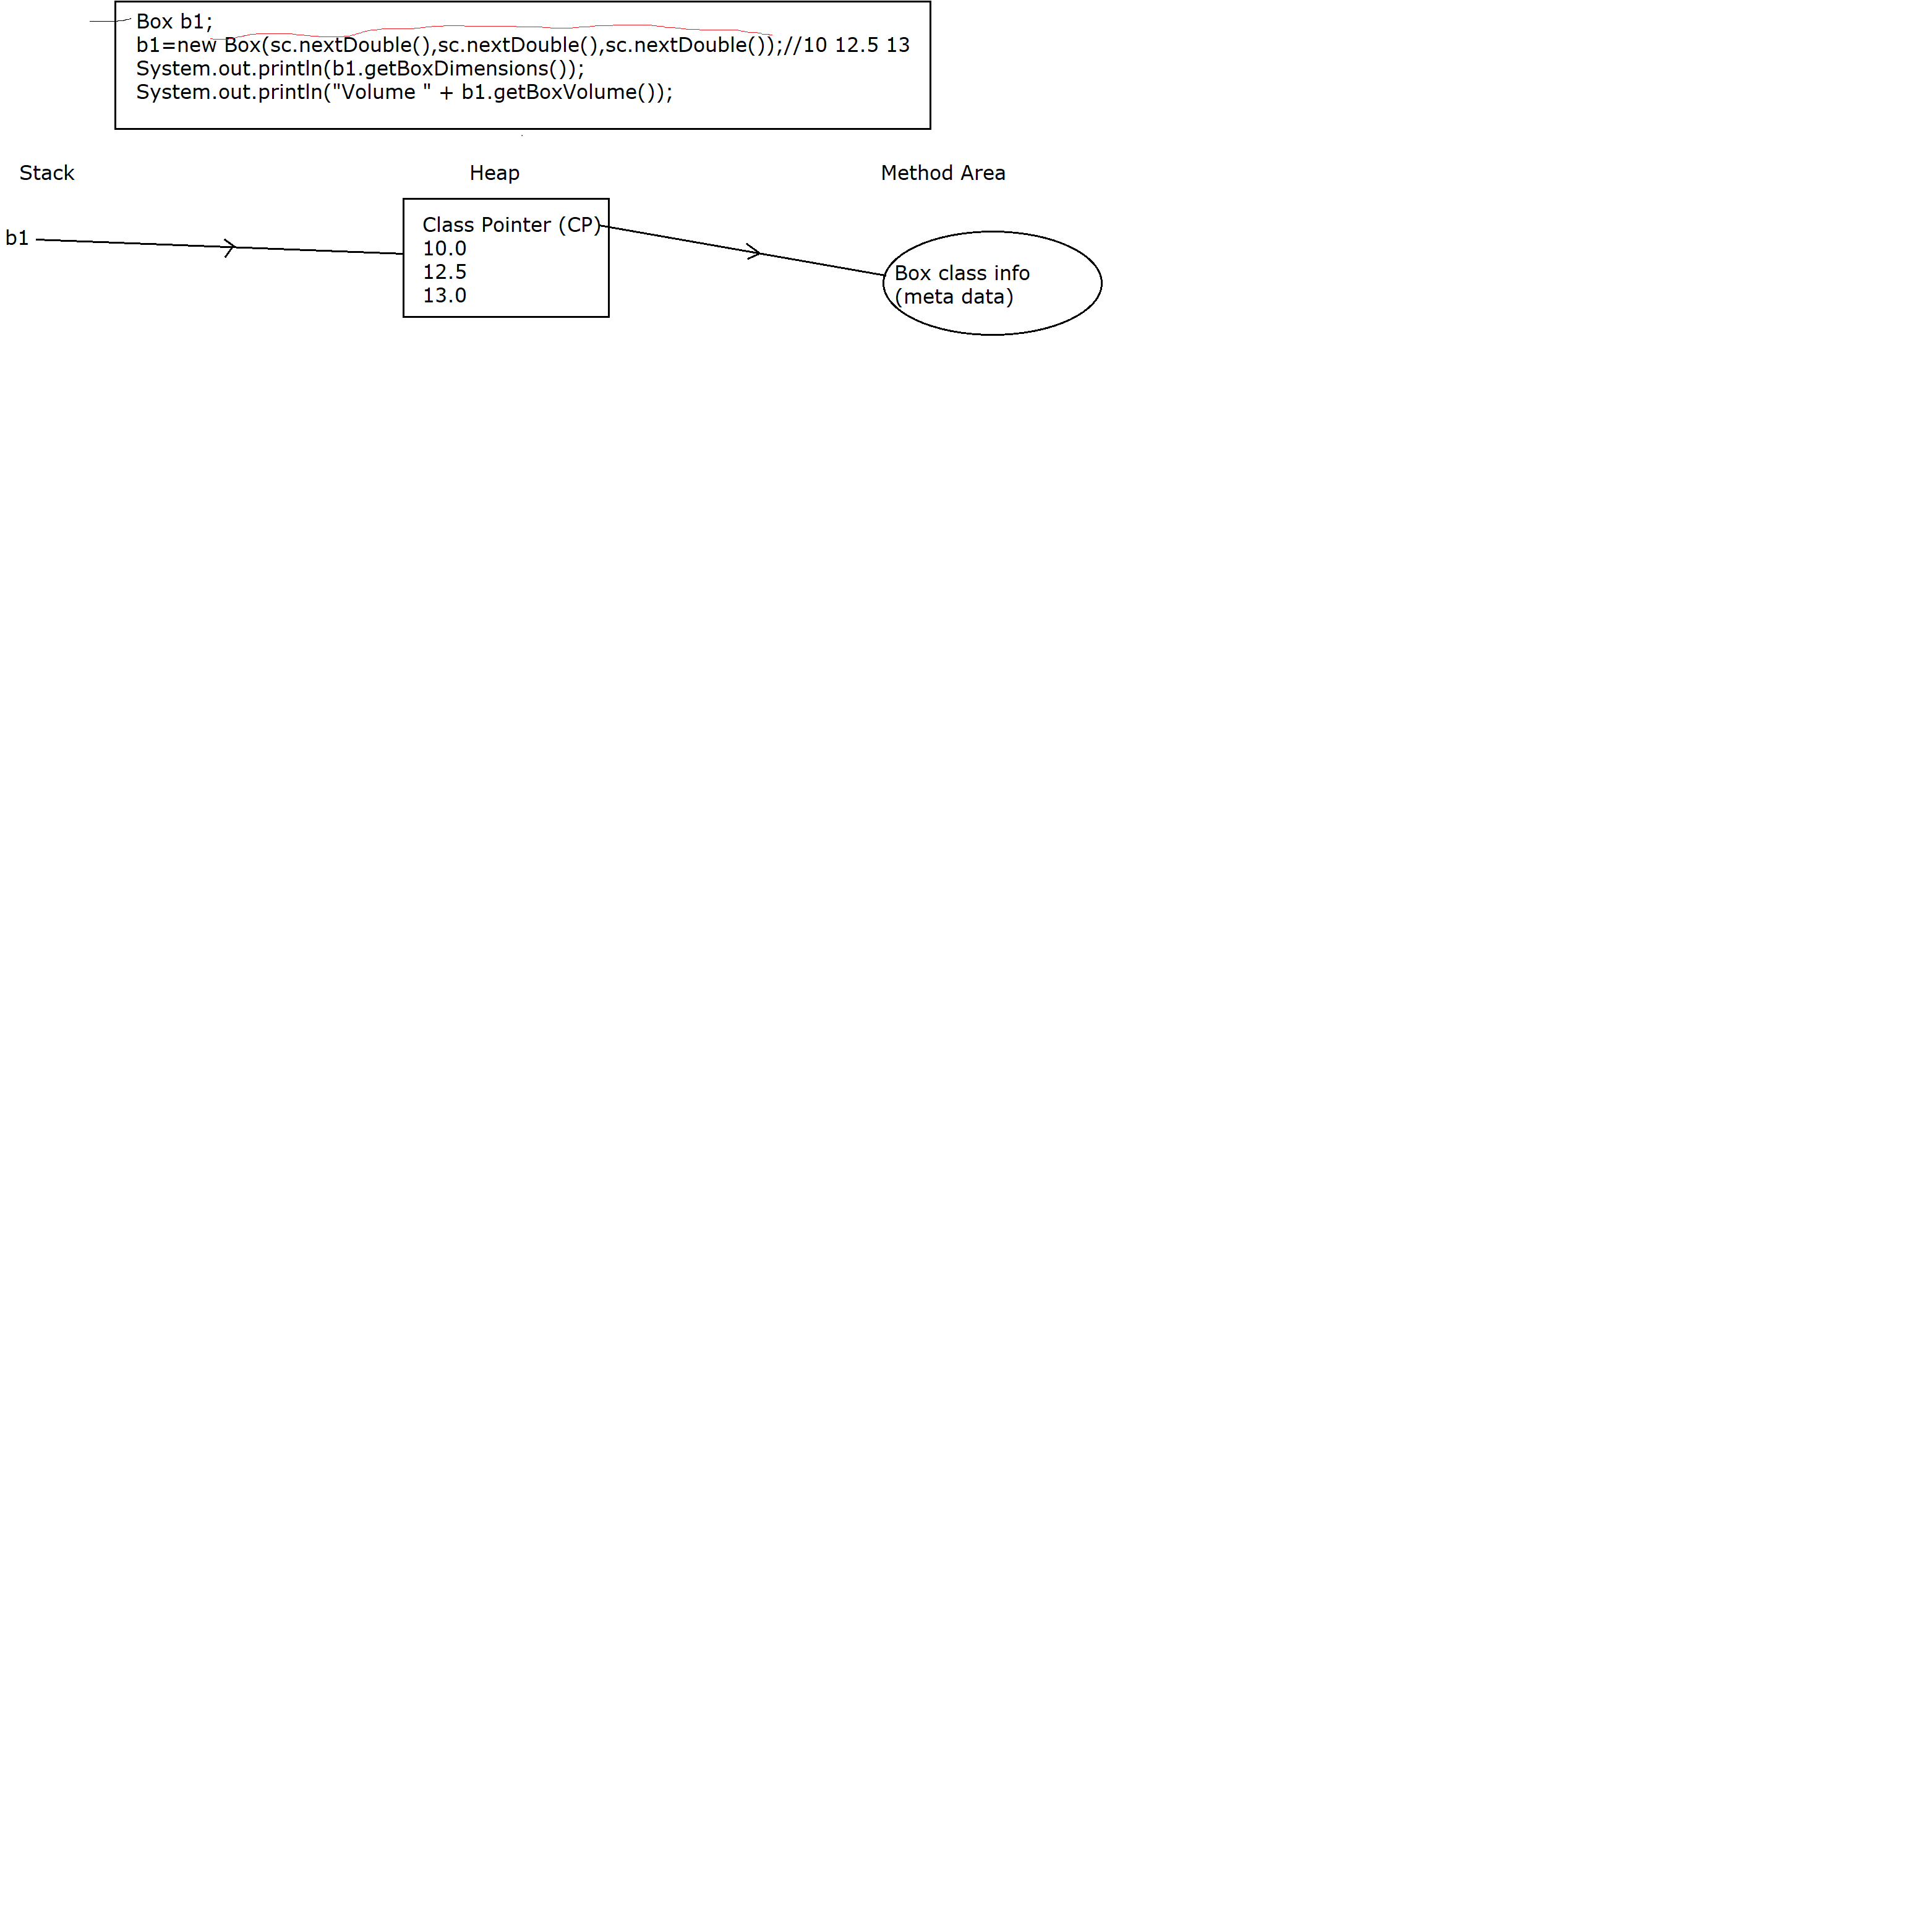 Box b1;
b1=new Box(sc.nextDouble(),sc.nextDouble(),sc.nextDouble());//10 12.5 13
System.out.println(b1.getBoxDimensions());
System.out.println("Volume " + b1.getBoxVolume());
Stack Heap Method Area
b1
Class Pointer (CP)
10.0
12.5
13.0
Box class info
(meta data)